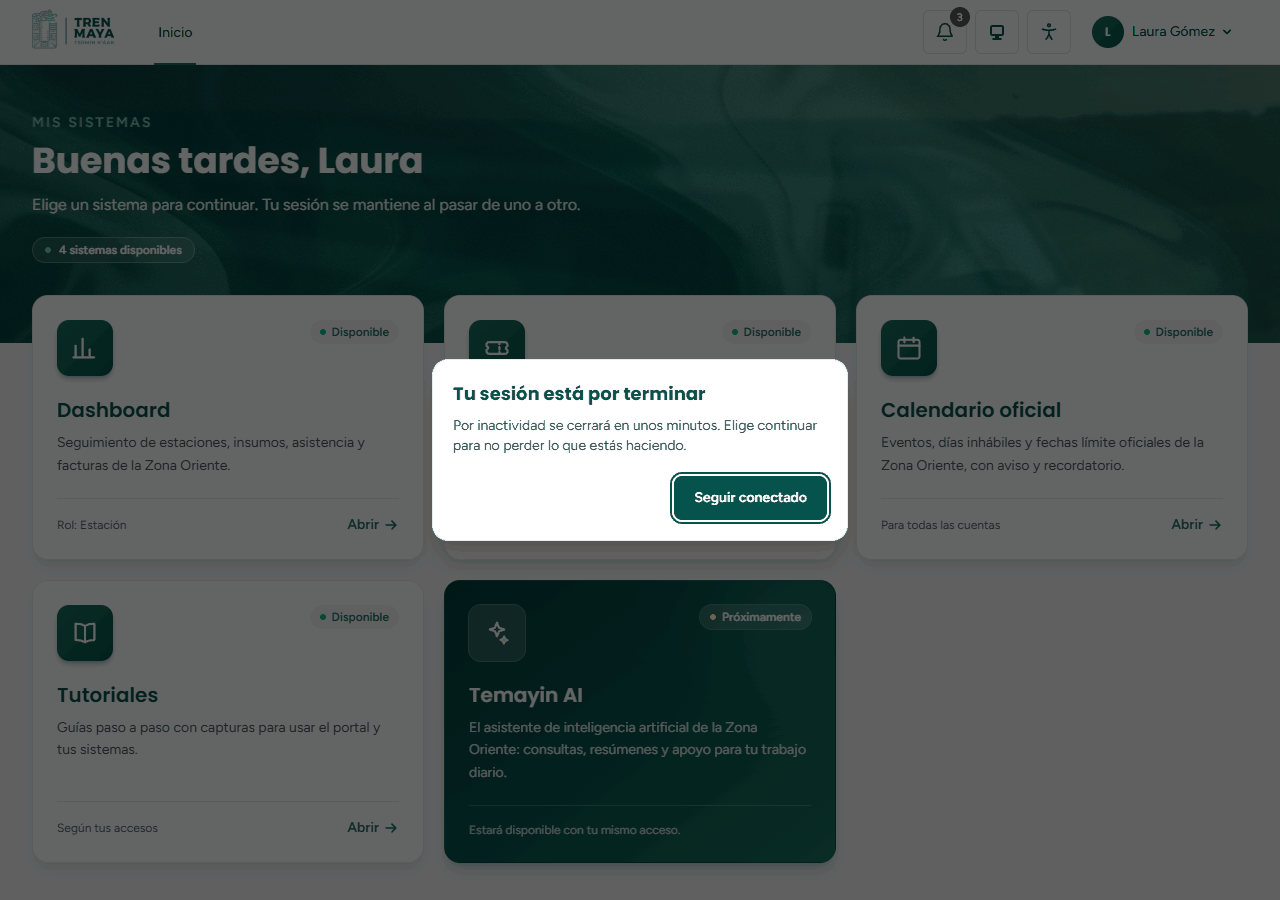 TREN
MAYA
TSÍIMIN K'ÁAK
Inicio
3
L
Laura Gómez
MIS SISTEMAS
Buenas tardes, Laura
Elige un sistema para continuar. Tu sesión se mantiene al pasar de uno a otro.
4 sistemas disponibles
Disponible
Dashboard
Seguimiento de estaciones, insumos, asistencia y
facturas de la Zona Oriente.
Rol: Estación
Abrir
Disponible
Disponible
Calendario oficial
Eventos, días inhábiles y fechas límite oficiales de la
Zona Oriente, con aviso y recordatorio.
Para todas las cuentas
Abrir
Tu sesión está por terminar
Por inactividad se cerrará en unos minutos. Elige continuar
para no perder lo que estás haciendo.
Seguir conectado
Disponible
Tutoriales
Guías paso a paso con capturas para usar el portal y
tus sistemas.
Según tus accesos
Abrir
Próximamente
Temayin AI
El asistente de inteligencia artificial de la Zona
Oriente: consultas, resúmenes y apoyo para tu trabajo
diario.
Estará disponible con tu mismo acceso.